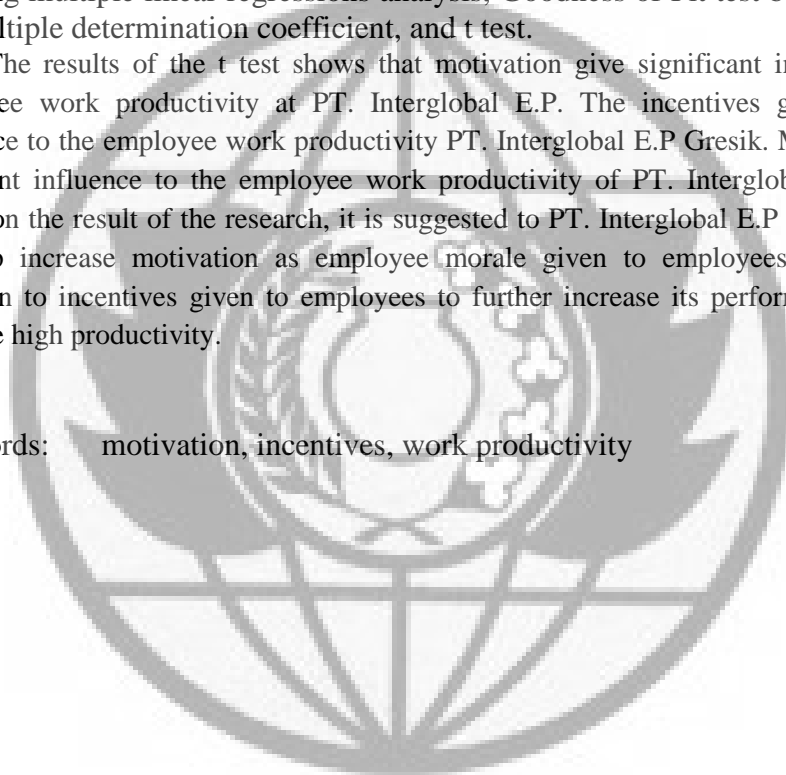 multiple linear regressions analysis, Goodness of Fit test
ltiple determination coefficient, and t test.
he results of the t test shows that motivation give significant in
ee work productivity at PT. Interglobal E.P. The incentives g
ce to the employee work productivity PT. Interglobal E.P Gresik. M
nt influence to the employee work productivity of PT. Interglob
on the result of the research, it is suggested to PT. Interglobal E.P
o increase motivation as employee morale given to employees
n to incentives given to employees to further increase its perform
e high productivity.
rds: motivation, incentives, work productivity